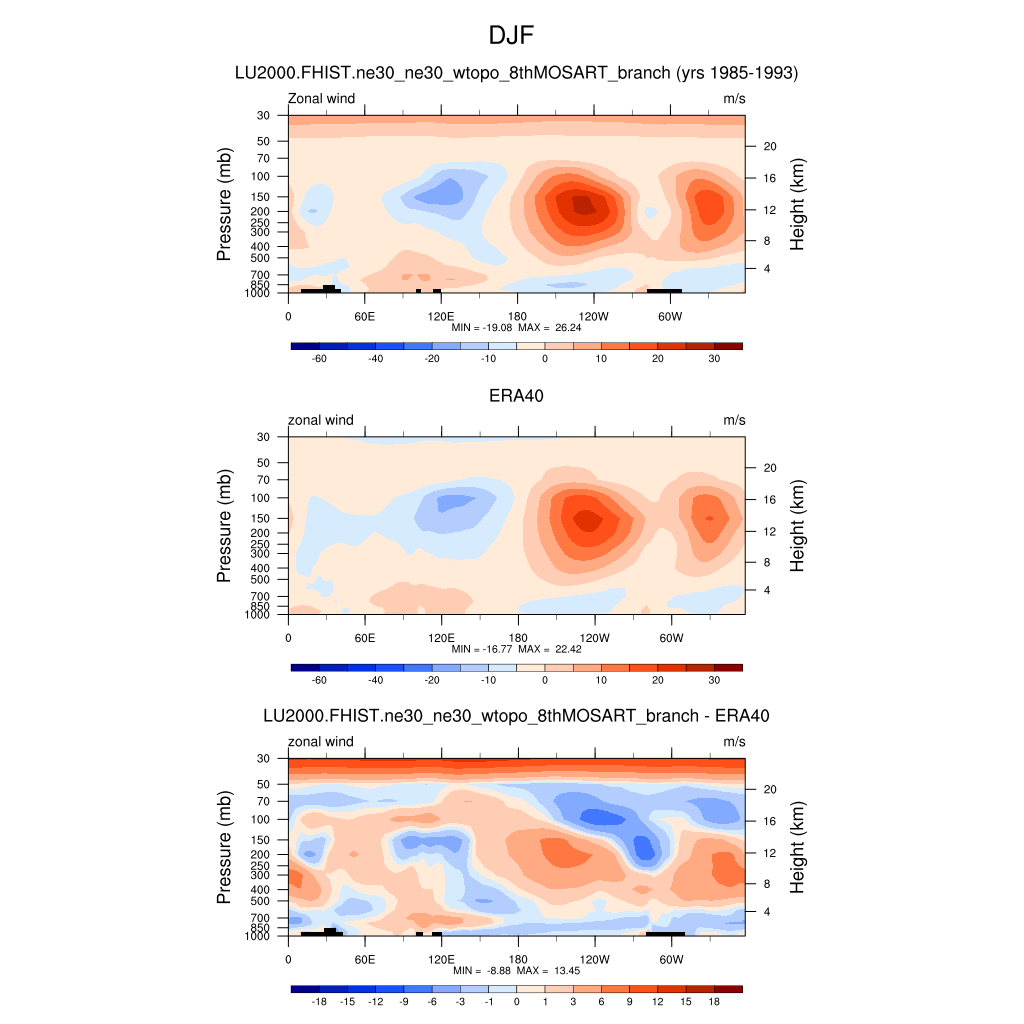 DJF
LU2000.FHIST.ne30_ne30_wtopo_8thMOSART_branch (yrs 1985-1993)
Zonal wind m/s
Pressure (mb)
30
50
70
100
150
200
250
300
400
500
700
850
1000
20
16
12
8
4
Height (km)
0 60E 120E 180 120W 60W
MIN = -19.08 MAX = 26.24
-60 -40 -20 -10 0 10 20 30
ERA40
zonal wind m/s
Pressure (mb)
30
50
70
100
150
200
250
300
400
500
700
850
1000
20
16
12
8
4
Height (km)
0 60E 120E 180 120W 60W
MIN = -16.77 MAX = 22.42
-60 -40 -20 -10 0 10 20 30
LU2000.FHIST.ne30_ne30_wtopo_8thMOSART_branch - ERA40
zonal wind m/s
Pressure (mb)
30
50
70
100
150
200
250
300
400
500
700
850
1000
20
16
12
8
4
Height (km)
0 60E 120E 180 120W 60W
MIN = -8.88 MAX = 13.45
-18 -15 -12 -9 -6 -3 -1 0 1 3 6 9 12 15 18